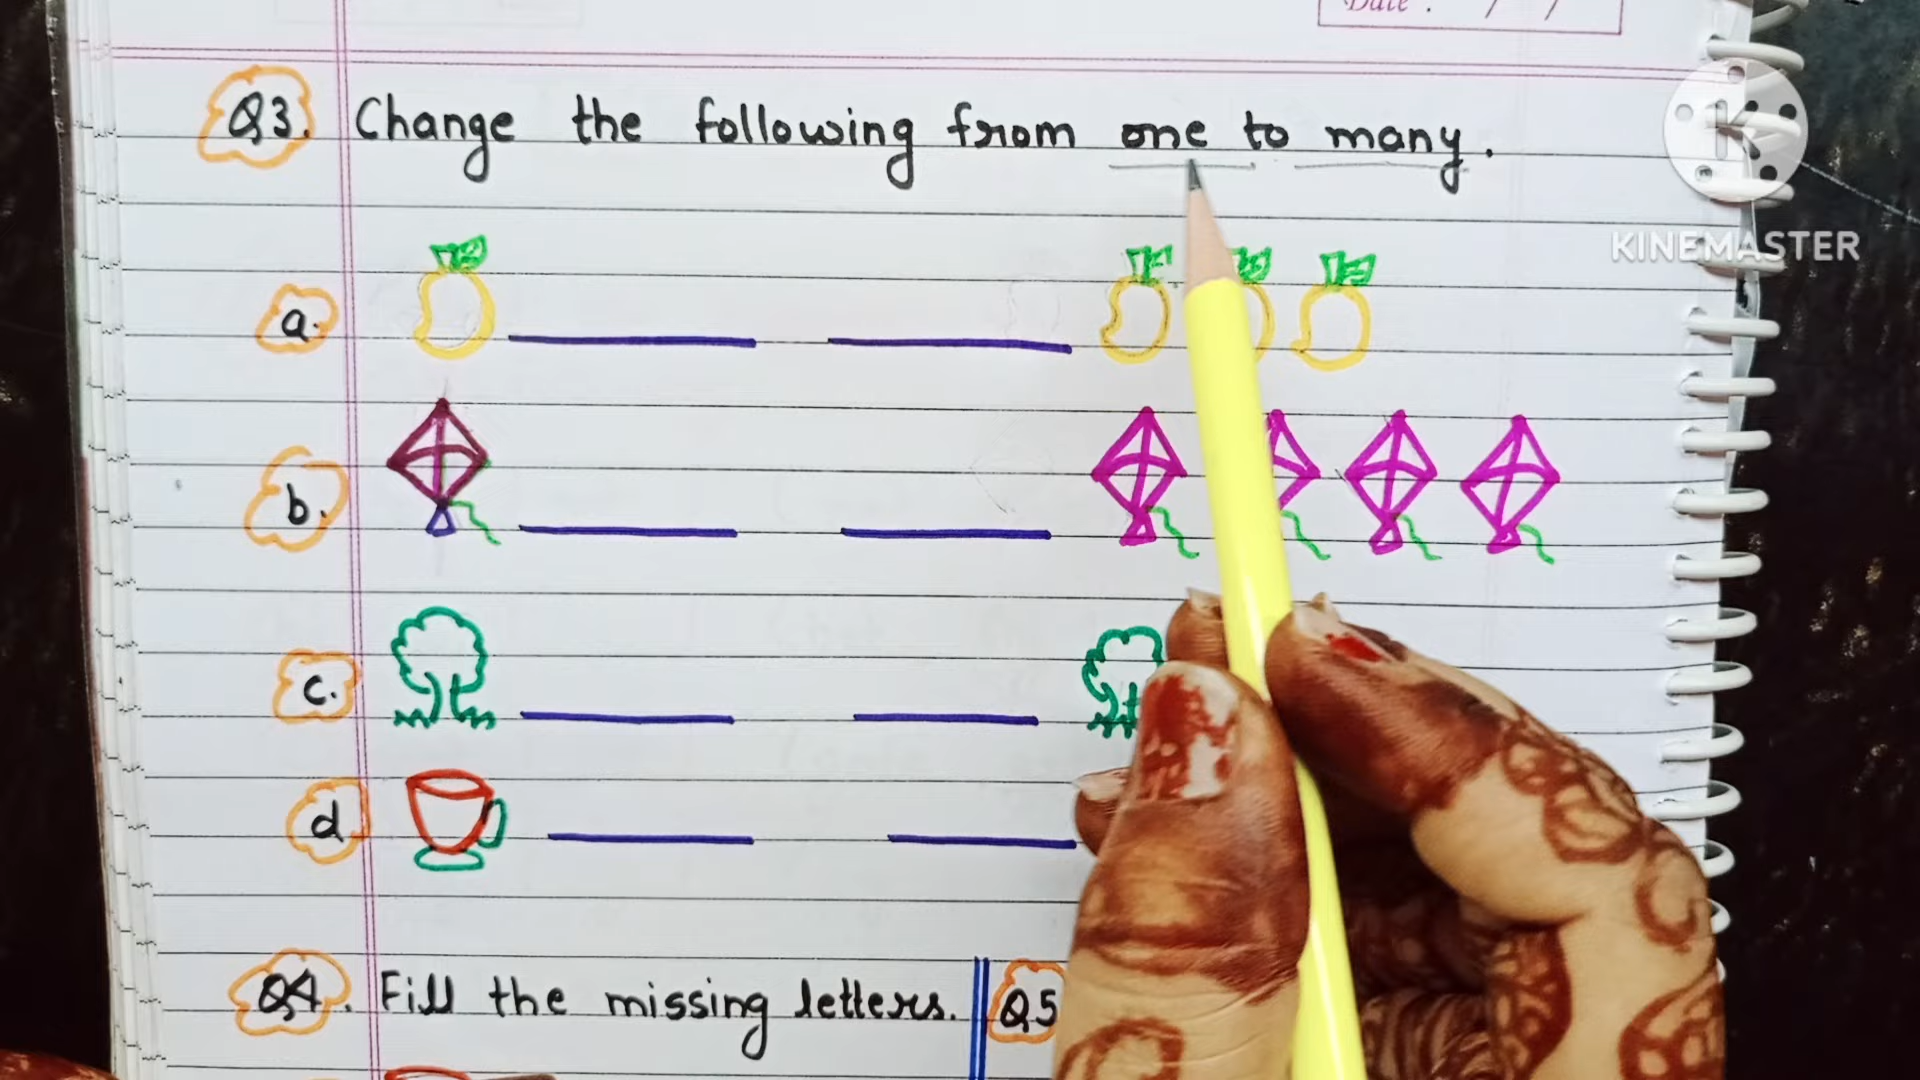 Date : / /
Q3. Change the following from one to many.
K
KINEMASTER
a.
b.
c.
d
Q4. Fill the missing letters.
Q5